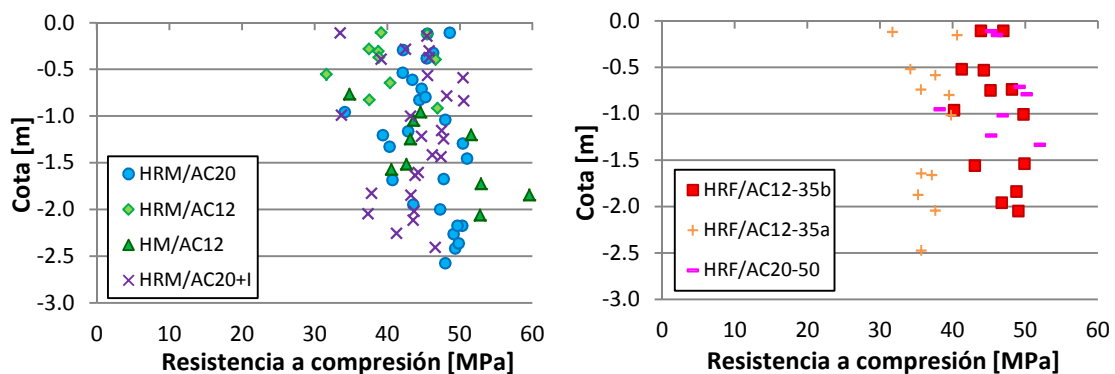 0.0
-0.5
-1.0
-1.5
-2.0
-2.5
-3.0
Cota [m]
HRM/AC20
HRM/AC12
HM/AC12
HRM/AC20+I
0 10 20 30 40 50 60
Resistencia a compresión [MPa]
0.0
-0.5
-1.0
-1.5
-2.0
-2.5
-3.0
Cota [m]
HRF/AC12-35b
HRF/AC12-35a
HRF/AC20-50
0 10 20 30 40 50 60
Resistencia a compresión [MPa]